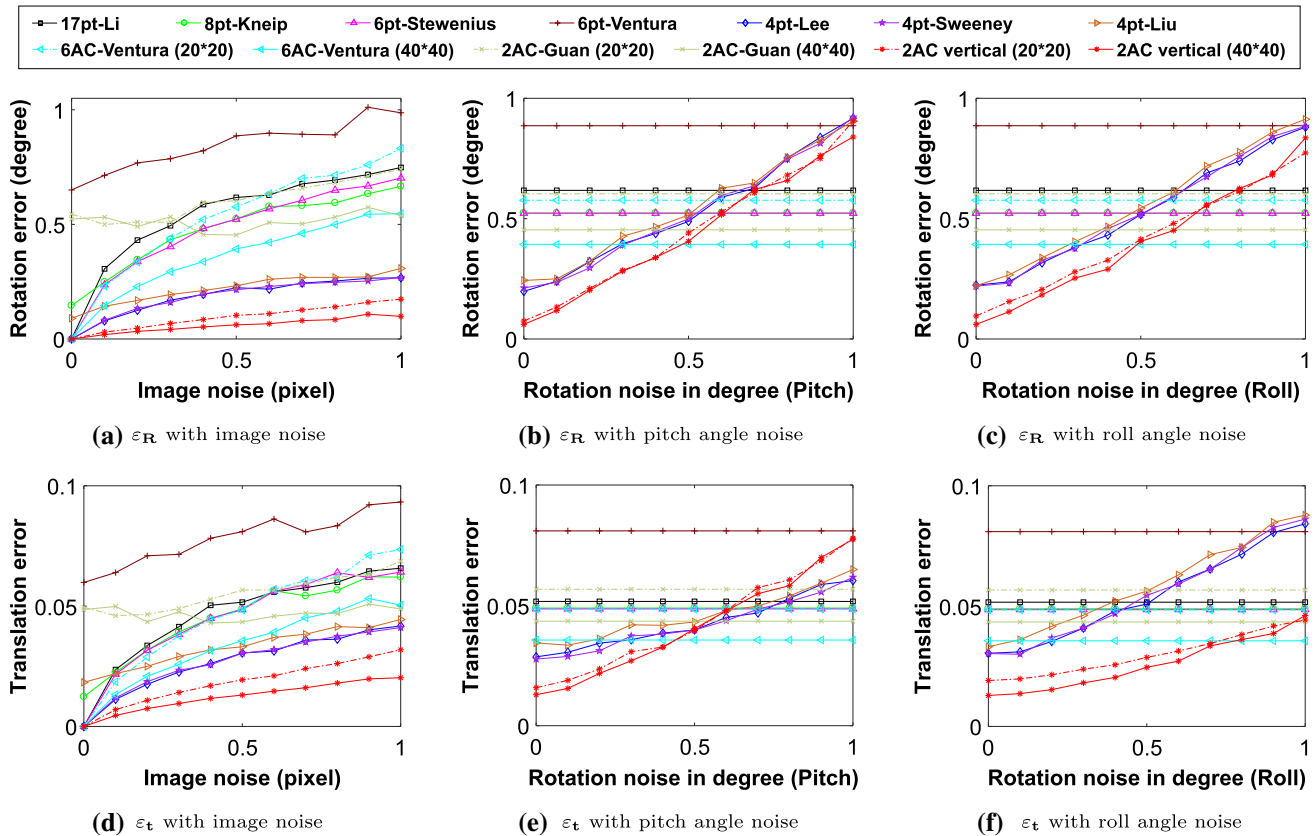 17pt-Li 8pt-Kneip 6pt-Stewenius 6pt-Ventura 4pt-Lee 4pt-Sweeney 4pt-Liu
6AC-Ventura (20*20) 6AC-Ventura (40*40) 2AC-Guan (20*20) 2AC-Guan (40*40) 2AC vertical (20*20) 2AC vertical (40*40)
Rotation error (degree)
1
0.5
0
0 0.5 1
Image noise (pixel)
(a) ε_R with image noise
Rotation error (degree)
1
0.5
0
0 0.5 1
Rotation noise in degree (Pitch)
(b) ε_R with pitch angle noise
Rotation error (degree)
1
0.5
0
0 0.5 1
Rotation noise in degree (Roll)
(c) ε_R with roll angle noise
Translation error
0.1
0.05
0
0 0.5 1
Image noise (pixel)
(d) ε_t with image noise
Translation error
0.1
0.05
0
0 0.5 1
Rotation noise in degree (Pitch)
(e) ε_t with pitch angle noise
Translation error
0.1
0.05
0
0 0.5 1
Rotation noise in degree (Roll)
(f) ε_t with roll angle noise